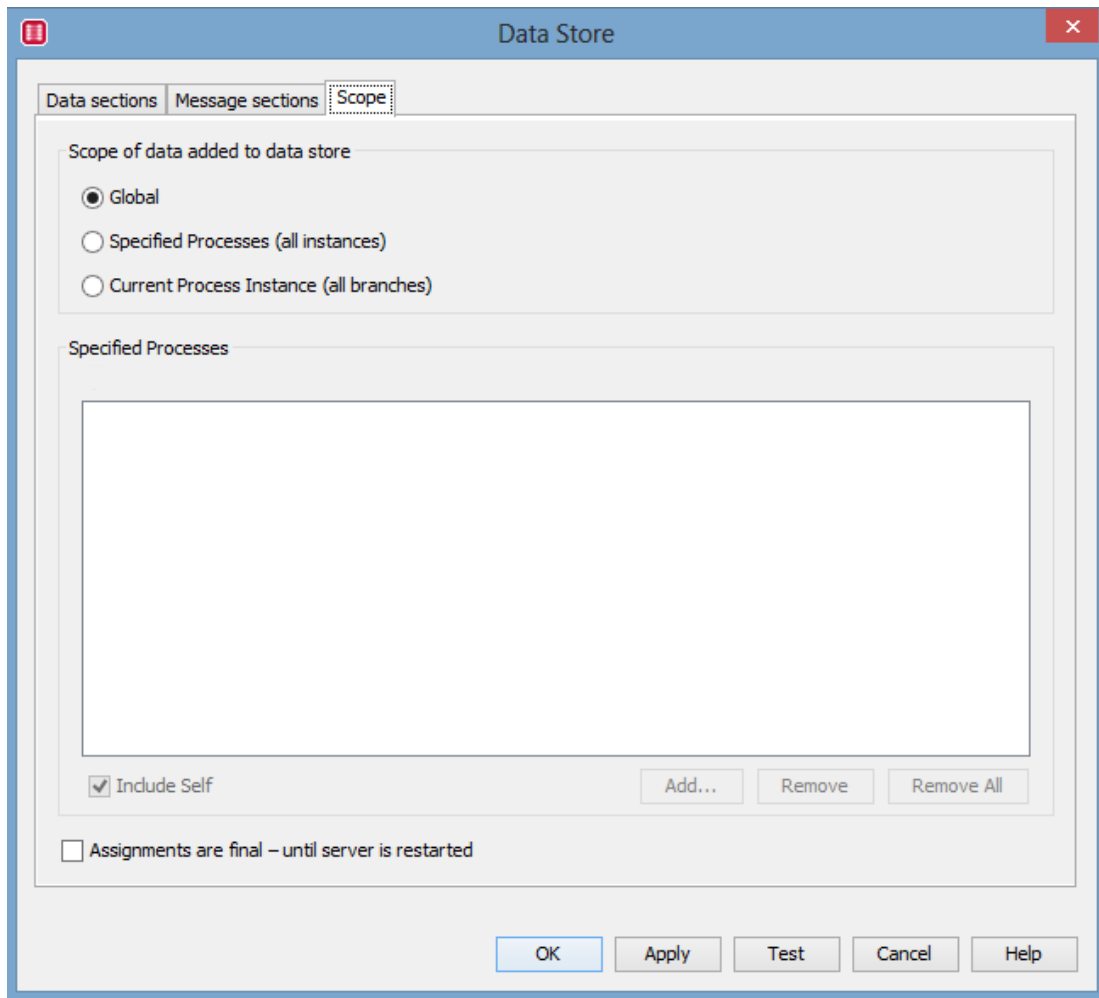 Data Store
Data sections Message sections Scope
Scope of data added to data store
Global
Specified Processes (all instances)
Current Process Instance (all branches)
Specified Processes
Include Self Add... Remove Remove All
Assignments are final – until server is restarted
OK Apply Test Cancel Help